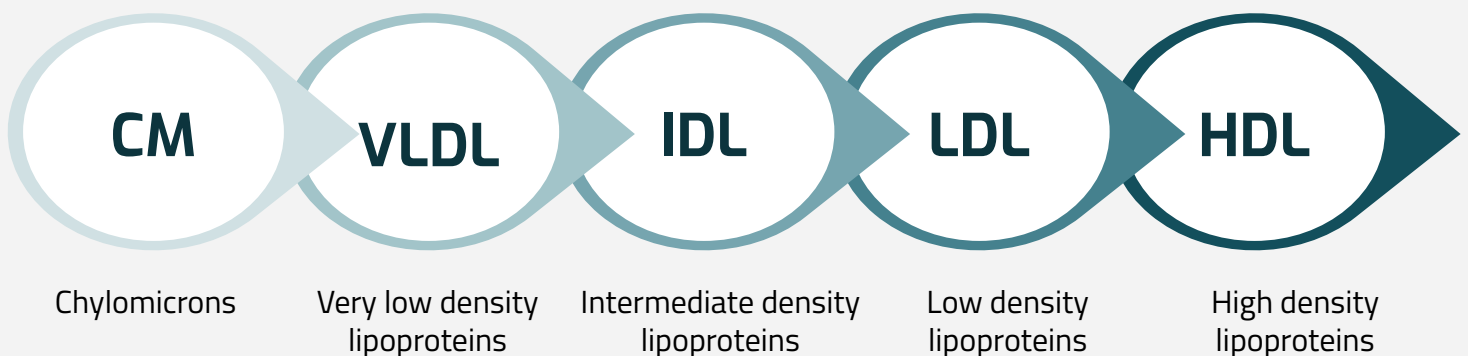 CM
VLDL
IDL
LDL
HDL
Chylomicrons
Very low density
lipoproteins
Intermediate density
lipoproteins
Low density
lipoproteins
High density
lipoproteins